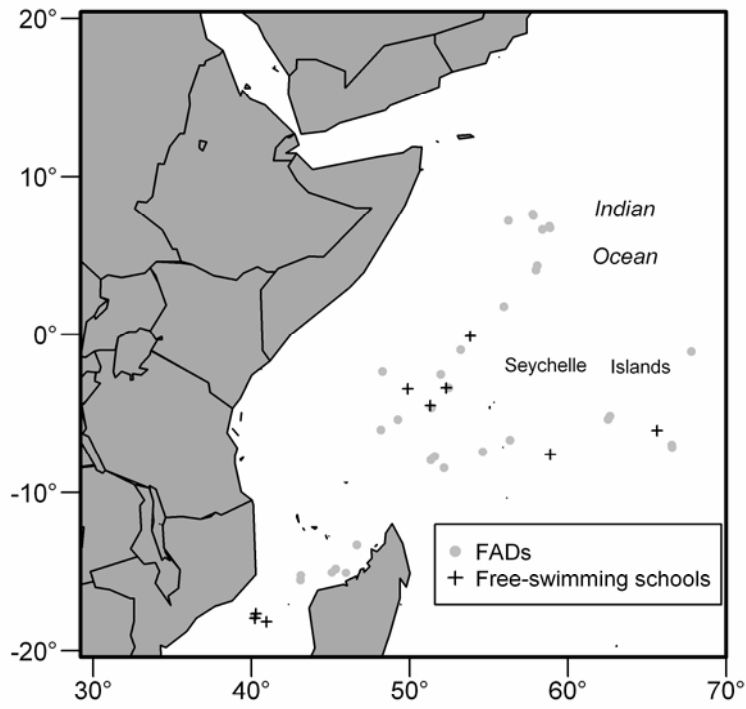 20°
10°
0°
-10°
-20°
Indian
Ocean
Seychelle Islands
FADs
Free-swimming schools
30° 40° 50° 60° 70°